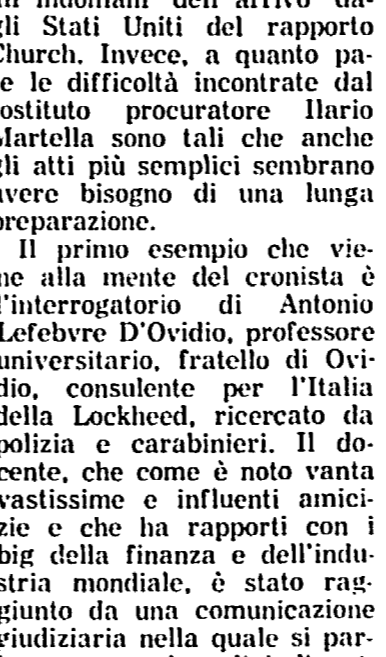 all'indomani dell'arrivo da-
gli Stati Uniti del rapporto
Church. Invece, a quanto pa-
e le difficoltà incontrate dal
ostituto procuratore Ilario
Martella sono tali che anche
gli atti più semplici sembrano
avere bisogno di una lunga
preparazione.
Il primo esempio che vie-
ne alla mente del cronista è
l'interrogatorio di Antonio
Lefebvre D'Ovidio, professore
universitario, fratello di Ovi-
dio, consulente per l'Italia
della Lockheed, ricercato da
polizia e carabinieri. Il do-
cente, che come è noto vanta
vastissime e influenti amici-
zie e che ha rapporti con i
big della finanza e dell'indu-
stria mondiale, è stato rag-
giunto da una comunicazione
giudiziaria nella quale si par-